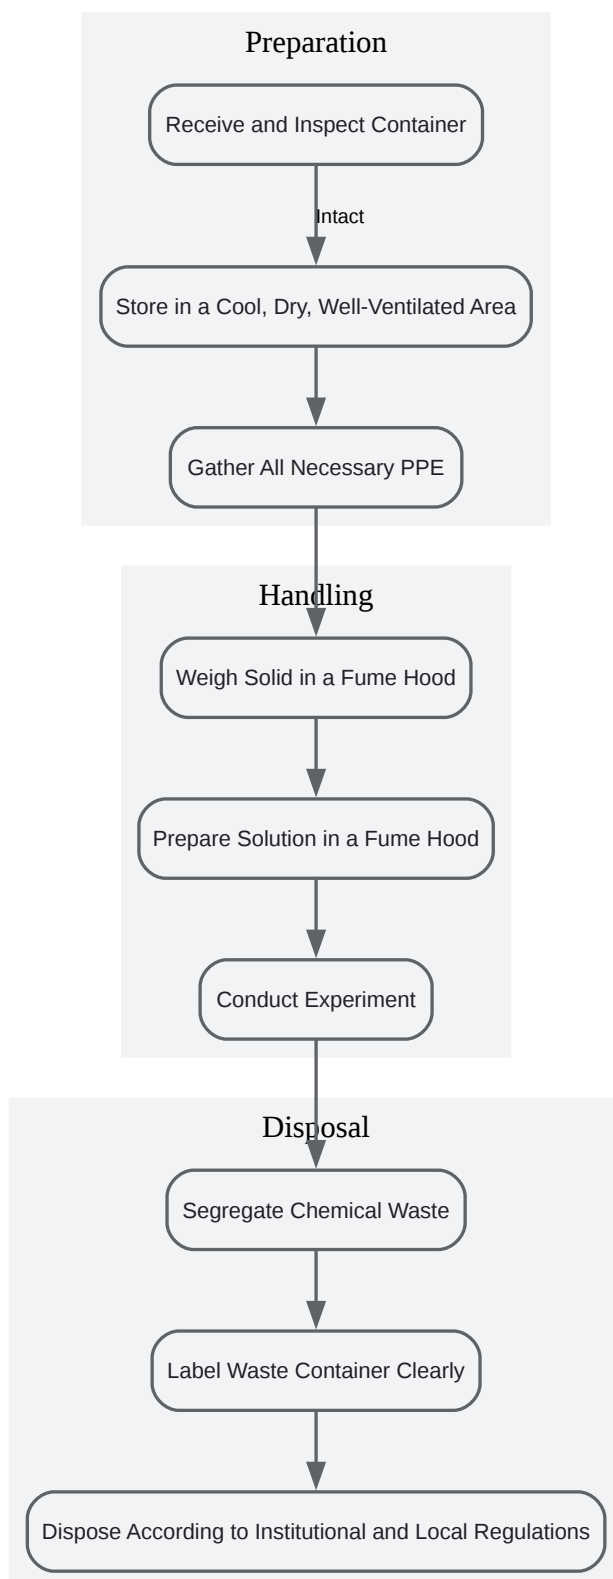 Preparation
Receive and Inspect Container
Intact
Store in a Cool, Dry, Well-Ventilated Area
Gather All Necessary PPE
Handling
Weigh Solid in a Fume Hood
Prepare Solution in a Fume Hood
Conduct Experiment
Disposal
Segregate Chemical Waste
Label Waste Container Clearly
Dispose According to Institutional and Local Regulations